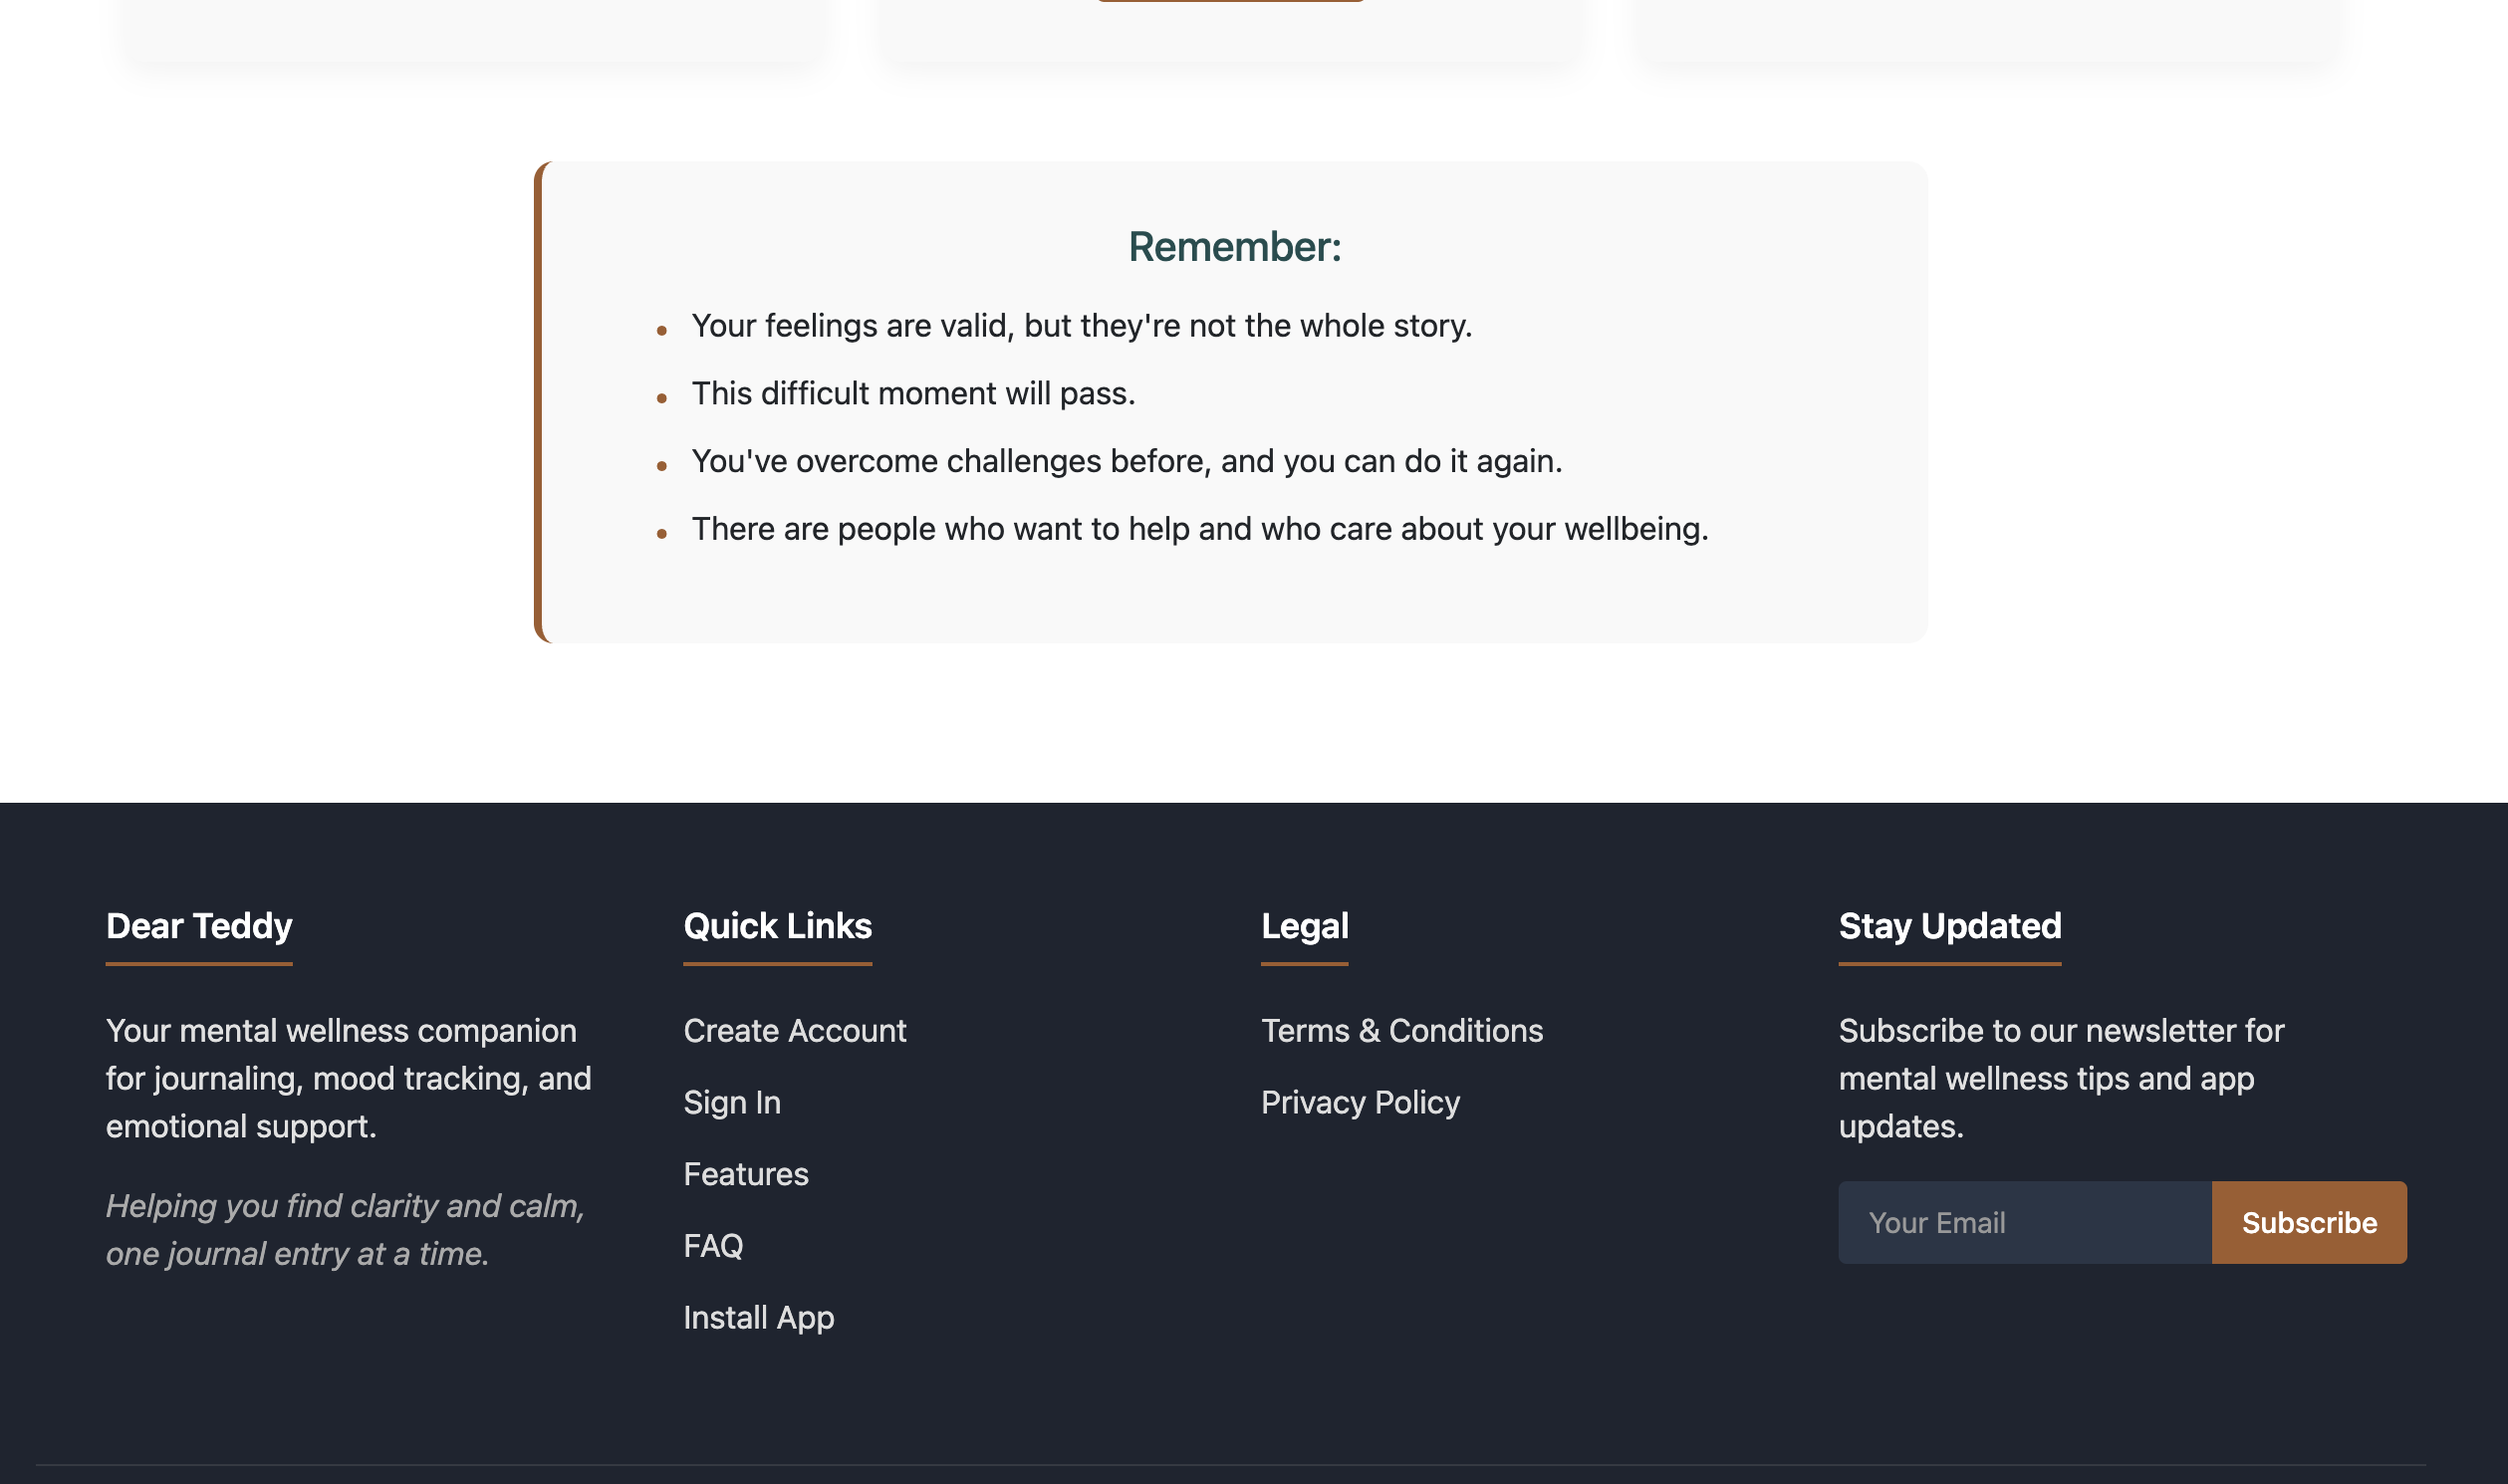 Remember:
• Your feelings are valid, but they're not the whole story.
• This difficult moment will pass.
• You've overcome challenges before, and you can do it again.
• There are people who want to help and who care about your wellbeing.
Dear Teddy
Your mental wellness companion
for journaling, mood tracking, and
emotional support.
Helping you find clarity and calm,
one journal entry at a time.
Quick Links
Create Account
Sign In
Features
FAQ
Install App
Legal
Terms & Conditions
Privacy Policy
Stay Updated
Subscribe to our newsletter for
mental wellness tips and app
updates.
Your Email
Subscribe